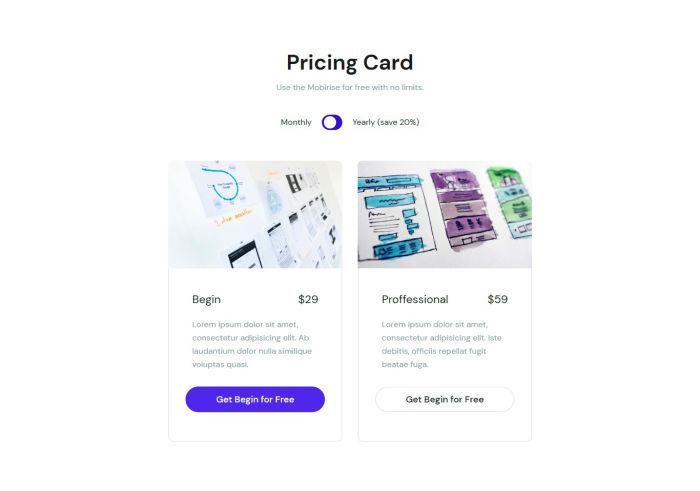 Pricing Card
Use the Mobirise for free with no limits.
Monthly
Yearly (save 20%)
Begin
$29
Lorem ipsum dolor sit amet,
consectetur adipisicing elit. Ab
laudantium dolor nulla similique
voluptas quasi.
Get Begin for Free
Proffessional
$59
Lorem ipsum dolor sit amet,
consectetur adipisicing elit. Iste
debitis, officiis repellat fugit
beatae fuga.
Get Begin for Free